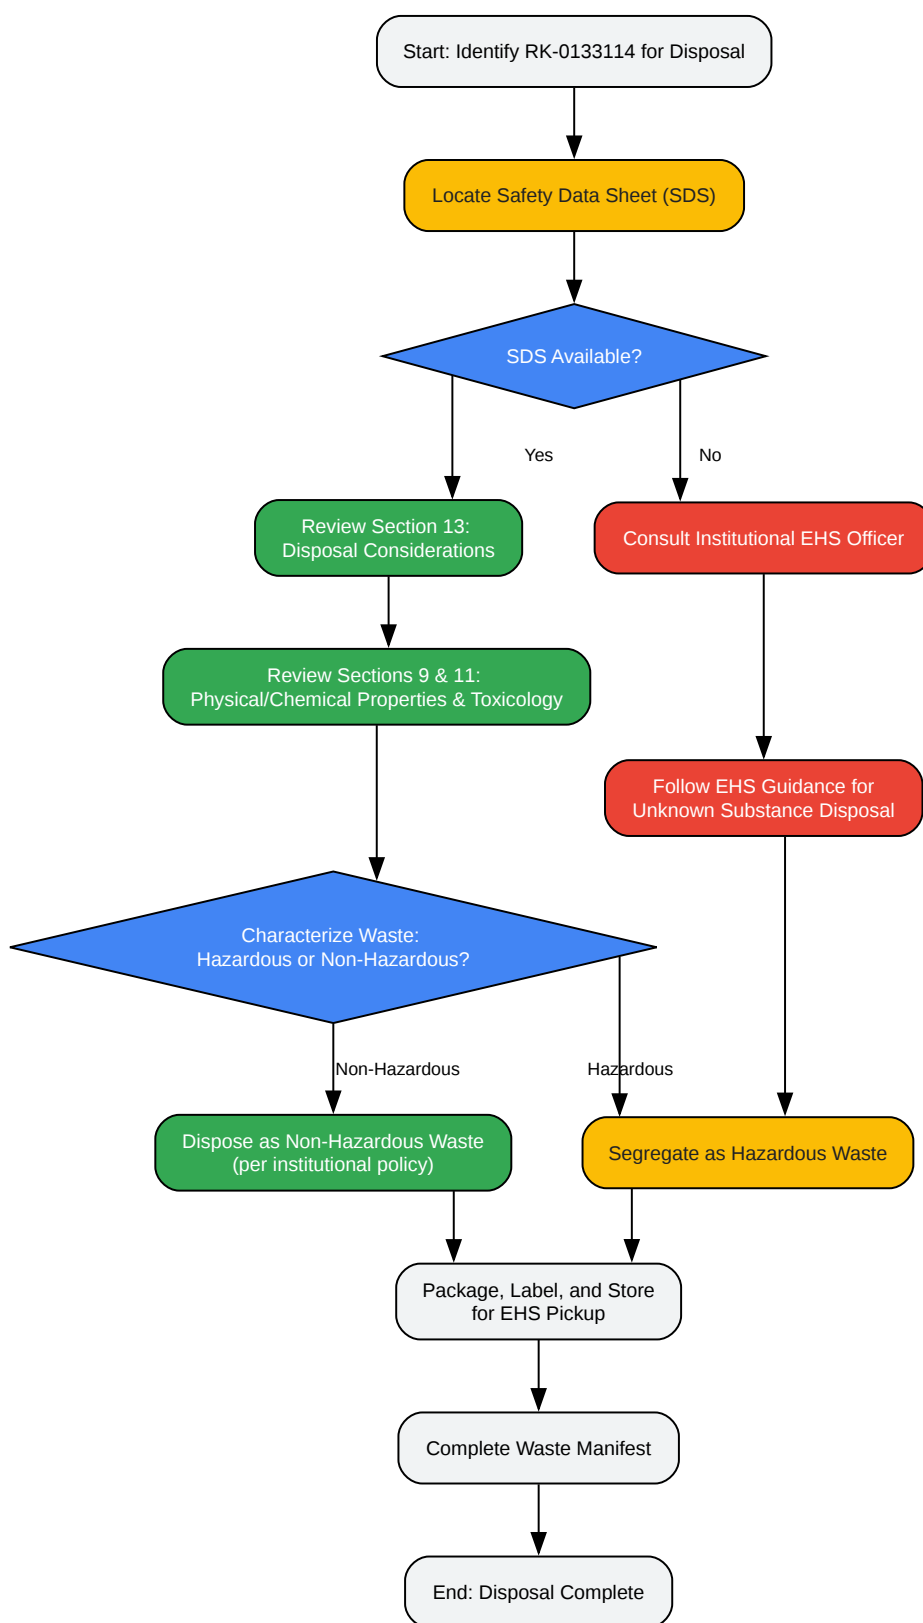 Start: Identify RK-0133114 for Disposal
Locate Safety Data Sheet (SDS)
SDS Available?
Yes
No
Review Section 13:
Disposal Considerations
Consult Institutional EHS Officer
Review Sections 9 & 11:
Physical/Chemical Properties & Toxicology
Follow EHS Guidance for
Unknown Substance Disposal
Characterize Waste:
Hazardous or Non-Hazardous?
Non-Hazardous
Hazardous
Dispose as Non-Hazardous Waste
(per institutional policy)
Segregate as Hazardous Waste
Package, Label, and Store
for EHS Pickup
Complete Waste Manifest
End: Disposal Complete